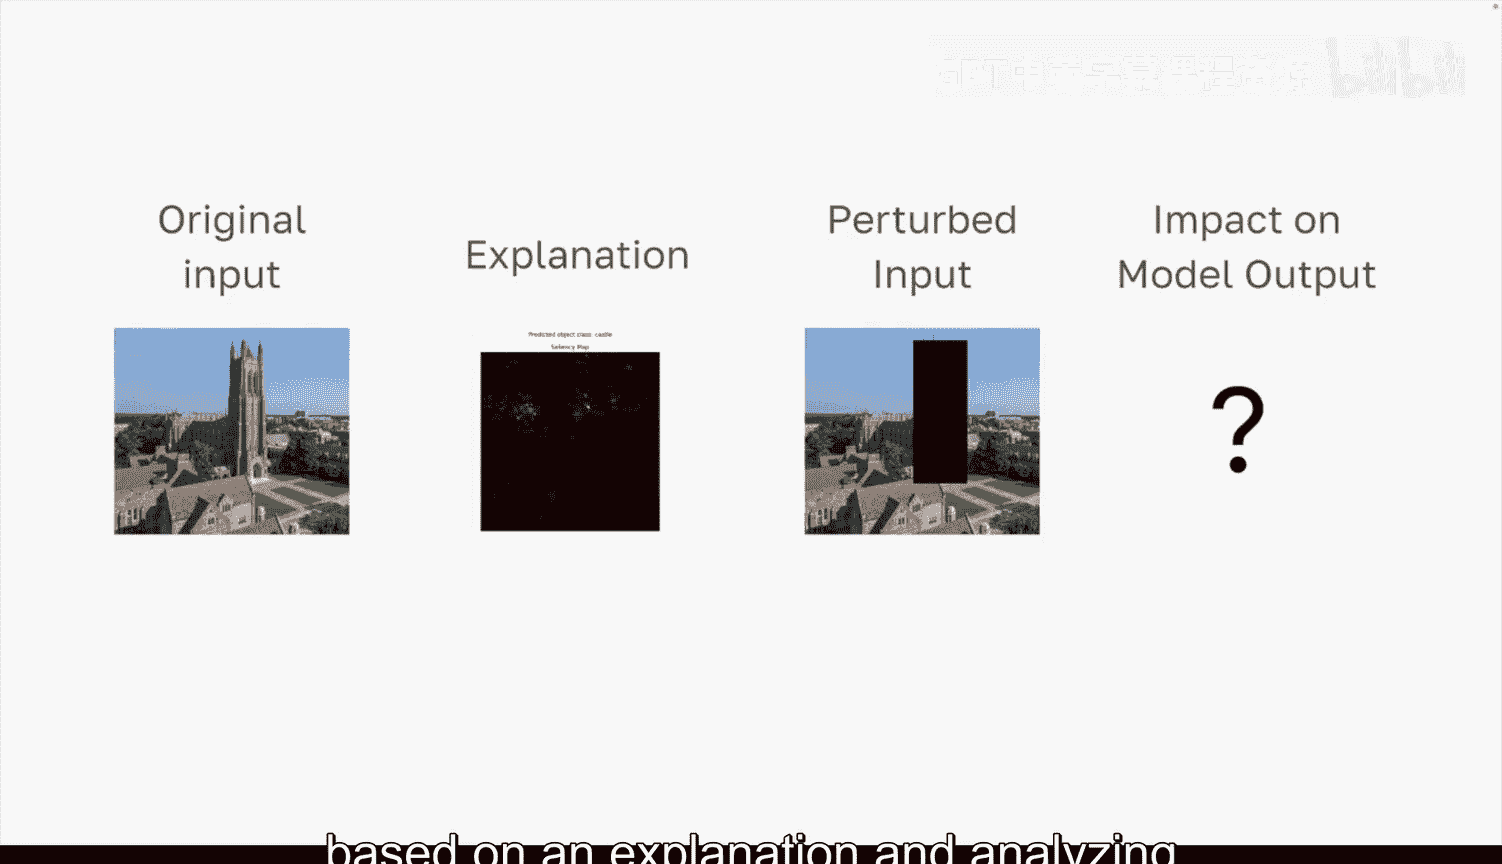 Original
input
Explanation
Perturbed
Input
Impact on
Model Output
Predicted object class: castle
Saliency Map
?
bilibili
based on an explanation and analyzing